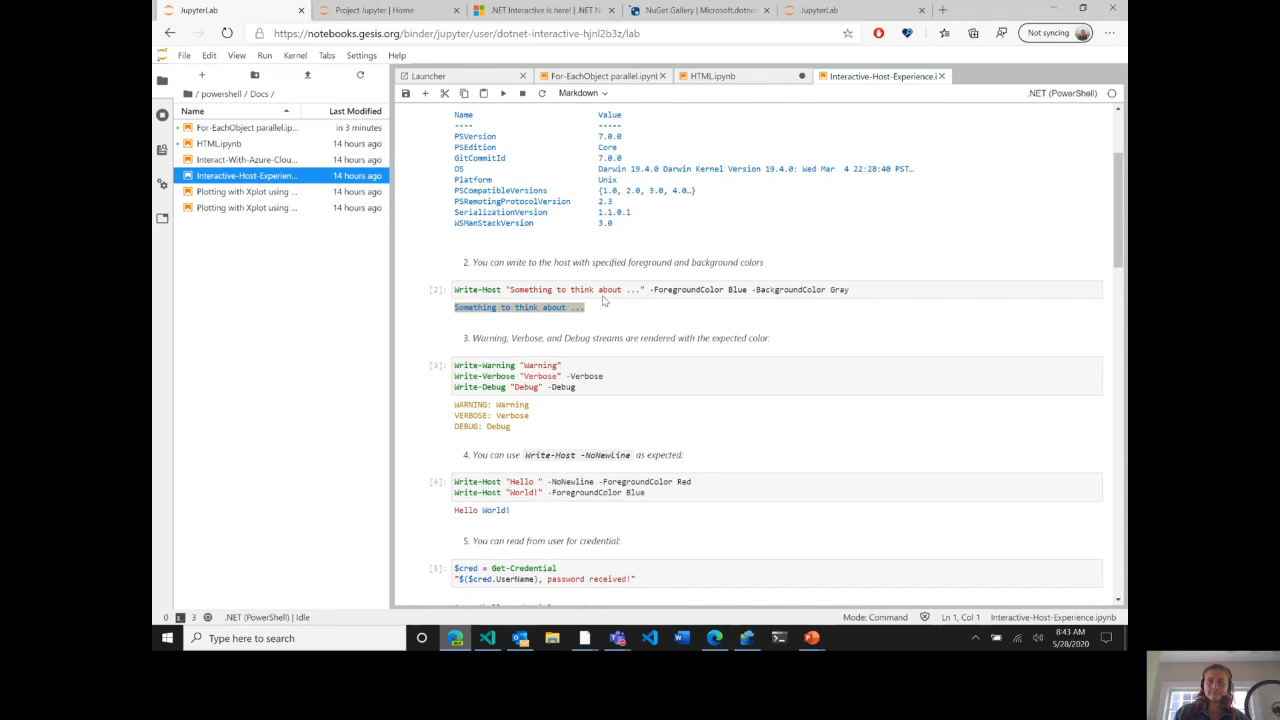 JupyterLab
Project Jupyter | Home
.NET Interactive is here! | .NET N
NuGet Gallery | Microsoft.dotnet
JupyterLab
https://notebooks.gesis.org/binder/jupyter/user/dotnet-interactive-hjnl2b3z/lab
Not syncing
File Edit View Run Kernel Tabs Settings Help
/ powershell / Docs /
Name Last Modified
For-EachObject parallel.ip... in 3 minutes
HTML.ipynb 14 hours ago
Interact-With-Azure-Clou... 14 hours ago
Interactive-Host-Experien... 14 hours ago
Plotting with Xplot using ... 14 hours ago
Plotting with Xplot using ... 14 hours ago
Launcher
For-EachObject parallel.ipynb
HTML.ipynb
Interactive-Host-Experience.i
Markdown
.NET (PowerShell)
Name Value
---- -----
PSVersion 7.0.0
PSEdition Core
GitCommitId 7.0.0
OS Darwin 19.4.0 Darwin Kernel Version 19.4.0: Wed Mar  4 22:28:40 PST…
Platform Unix
PSCompatibleVersions {1.0, 2.0, 3.0, 4.0…}
PSRemotingProtocolVersion 2.3
SerializationVersion 1.1.0.1
WSManStackVersion 3.0
2. You can write to the host with specified foreground and background colors
[2]: Write-Host "Something to think about ..." -ForegroundColor Blue -BackgroundColor Gray
Something to think about ...
3. Warning, Verbose, and Debug streams are rendered with the expected color:
[3]: Write-Warning "Warning"
Write-Verbose "Verbose" -Verbose
Write-Debug "Debug" -Debug
WARNING: Warning
VERBOSE: Verbose
DEBUG: Debug
4. You can use Write-Host -NoNewLine as expected:
[4]: Write-Host "Hello " -NoNewline -ForegroundColor Red
Write-Host "World!" -ForegroundColor Blue
Hello World!
5. You can read from user for credential:
[5]: $cred = Get-Credential
"$($cred.UserName), password received!"
0 3 .NET (PowerShell) | Idle
Mode: Command Ln 1, Col 1 Interactive-Host-Experience.ipynb
Type here to search
8:43 AM
5/28/2020